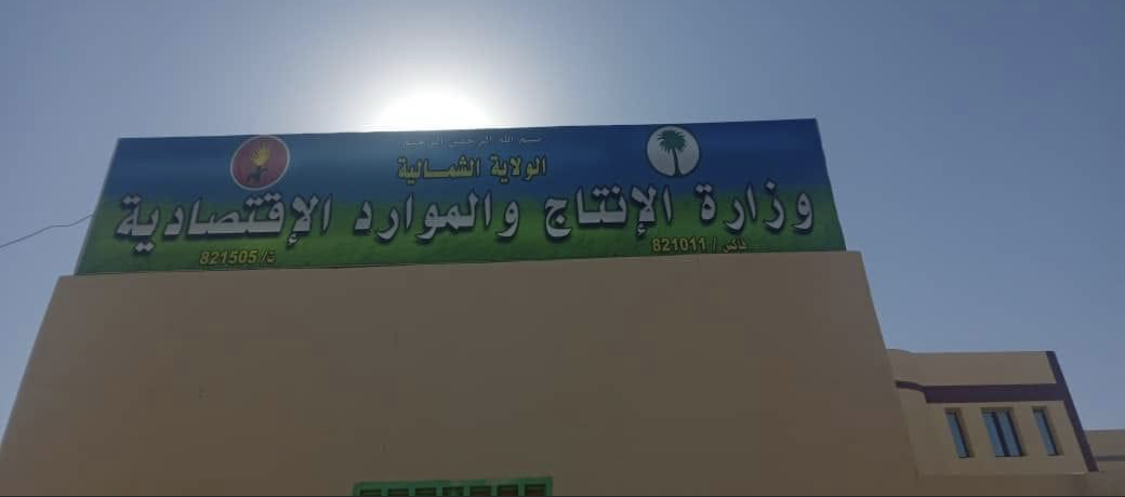 بسم الله الرحمن الرحيم
الولاية الشمالية
وزارة الإنتاج والموارد الإقتصادية
فاكس / 821011
ت/ 821505